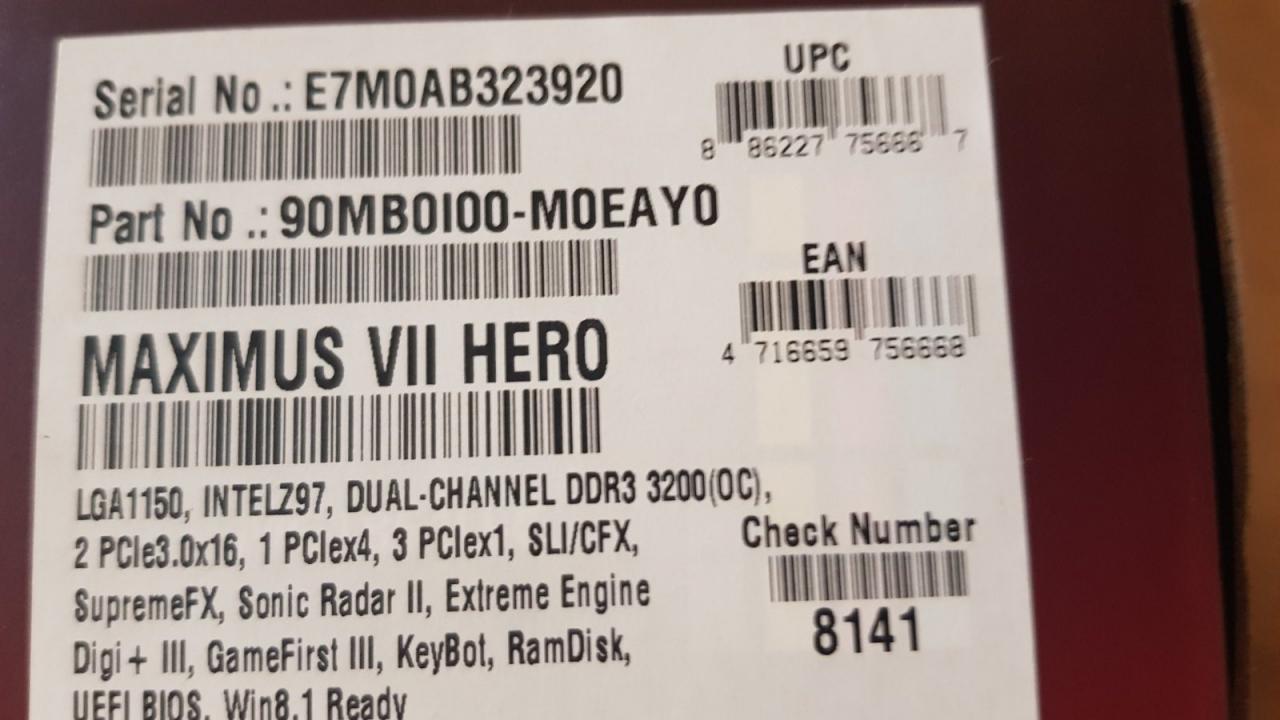 Serial No.: E7M0AB323920
Part No.: 90MB0I00-M0EAY0
MAXIMUS VII HERO
LGA1150, INTELZ97, DUAL-CHANNEL DDR3 3200(OC),
2 PCIe3.0x16, 1 PCIex4, 3 PCIex1, SLI/CFX,
SupremeFX, Sonic Radar II, Extreme Engine
Digi+ III, GameFirst III, KeyBot, RamDisk,
UEFI BIOS, Win8.1 Ready
UPC
8 86227 75666 7
EAN
4 716659 756668
Check Number
8141